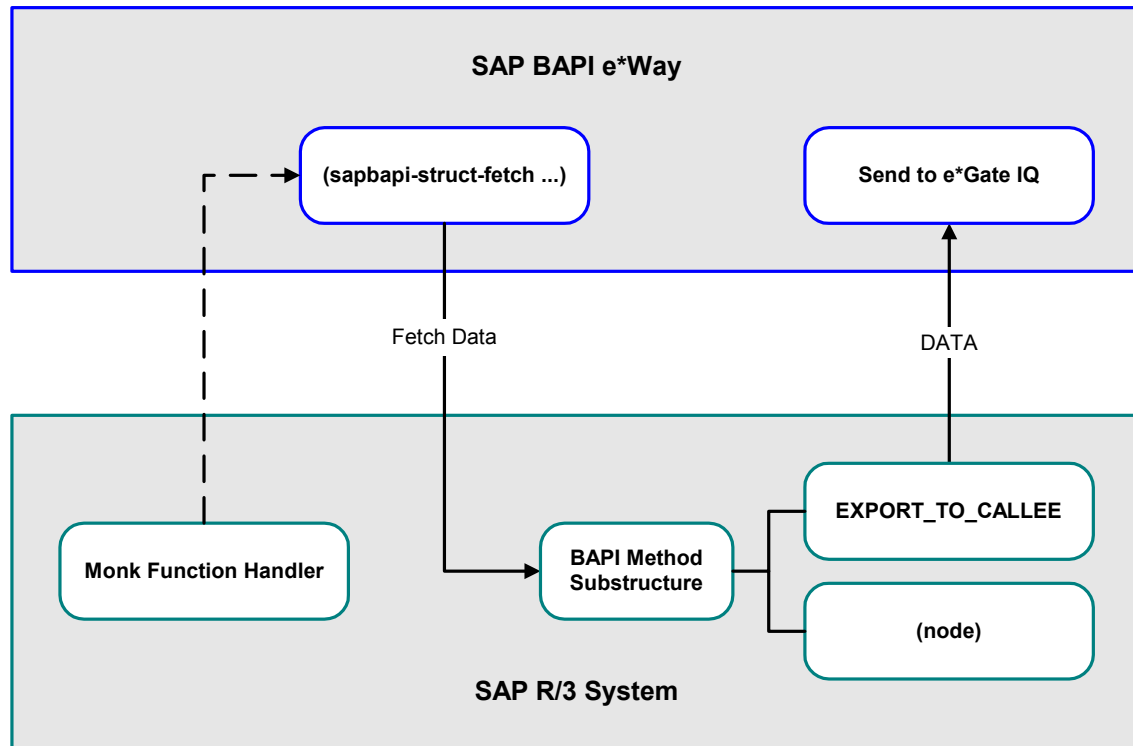 SAP BAPI e*Way
(sapbapi-struct-fetch ...)
Send to e*Gate IQ
Fetch Data
DATA
EXPORT_TO_CALLEE
Monk Function Handler
BAPI Method
Substructure
(node)
SAP R/3 System